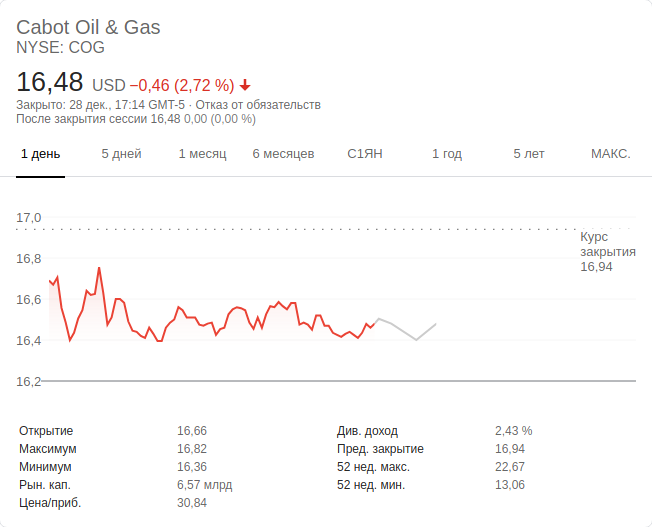 Cabot Oil & Gas
NYSE: COG
16,48 USD −0,46 (2,72 %)
Закрыто: 28 дек., 17:14 GMT-5 · Отказ от обязательств
После закрытия сессии 16,48 0,00 (0,00 %)
1 день 5 дней 1 месяц 6 месяцев С1ЯН 1 год 5 лет МАКС.
17,0
Курс
закрытия
16,94
16,8
16,6
16,4
16,2
Открытие 16,66 Див. доход 2,43 %
Максимум 16,82 Пред. закрытие 16,94
Минимум 16,36 52 нед. макс. 22,67
Рын. кап. 6,57 млрд 52 нед. мин. 13,06
Цена/приб. 30,84